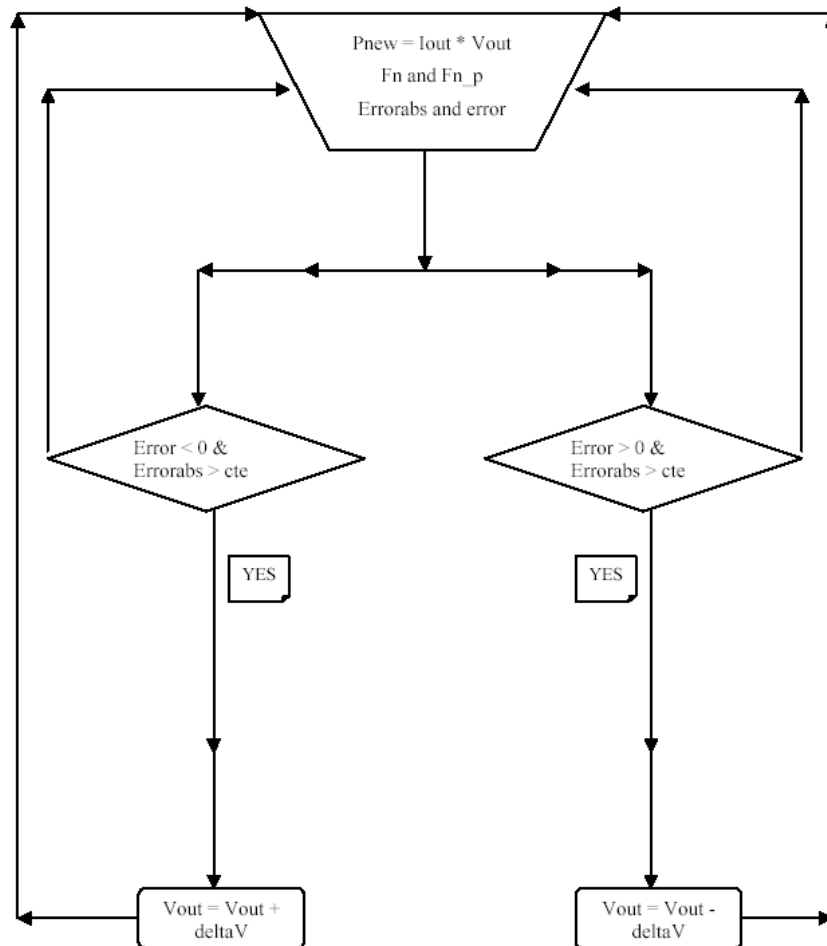 Pnew = Iout * Vout
Fn and Fn_p
Errorabs and error
Error < 0 &
Errorabs > cte
Error > 0 &
Errorabs > cte
YES
YES
Vout = Vout +
deltaV
Vout = Vout -
deltaV